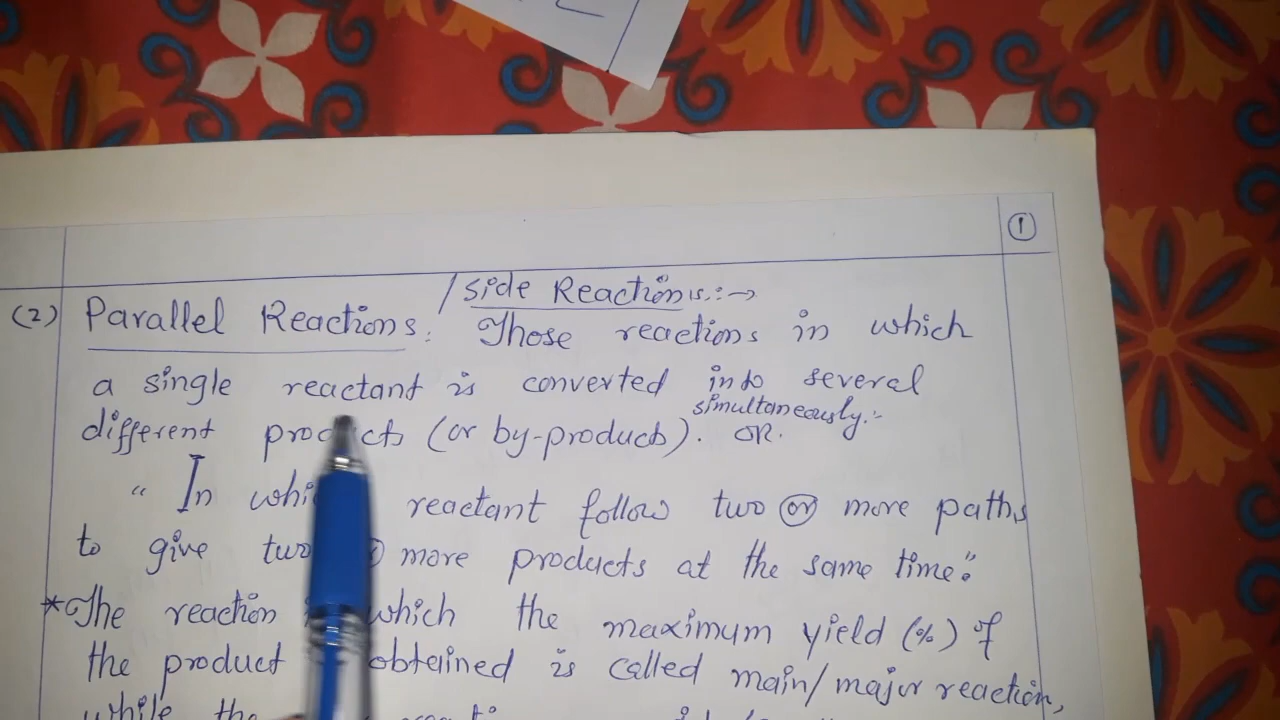 ①
/ Side Reactions:→
(2) Parallel Reactions: Those reactions in which
a single reactant is converted into several
simultaneously:-
different products (or by-products). OR.
" In reactant follow two or more paths
to give two more products at the same time."
*The reaction which the maximum yield (%) of
the product obtained is called main/major reaction,
while the